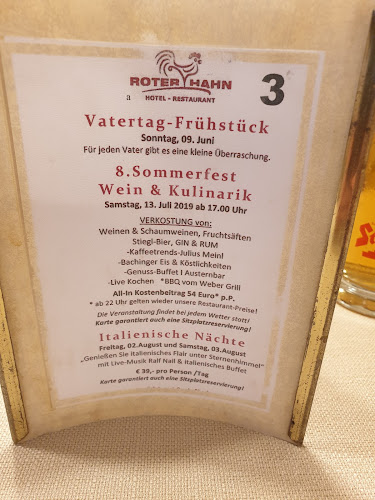 ROTER HAHN
a HOTEL - RESTAURANT
3
Vatertag-Frühstück
Sonntag, 09. Juni
Für jeden Vater gibt es eine kleine Überraschung.
8.Sommerfest
Wein & Kulinarik
Samstag, 13. Juli 2019 ab 17.00 Uhr
VERKOSTUNG von:
Weinen & Schaumweinen, Fruchtsäften
Stiegl-Bier, GIN & RUM
-Kaffeetrends-Julius Meinl
-Bachinger Eis & Köstlichkeiten
-Genuss-Buffet I Austernbar
-Live Kochen *BBQ vom Weber Grill
All-In Kostenbeitrag 54 Euro* p.P.
* ab 22 Uhr gelten wieder unsere Restaurant-Preise!
Die Veranstaltung findet bei jedem Wetter statt!
Karte garantiert auch eine Sitzplatzreservierung!
Italienische Nächte
Freitag, 02.August und Samstag, 03.August
„Genießen Sie Italienisches Flair unter Sternenhimmel"
mit Live-Musik Ralf Nail & Italienisches Buffet
€ 39,- pro Person /Tag
Karte garantiert auch eine Sitzplatzreservierung!